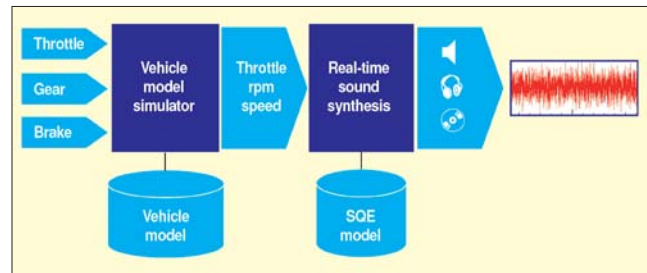 Throttle
Gear
Brake
Vehicle
model
simulator
Throttle
rpm
speed
Real-time
sound
synthesis
Vehicle
model
SQE
model